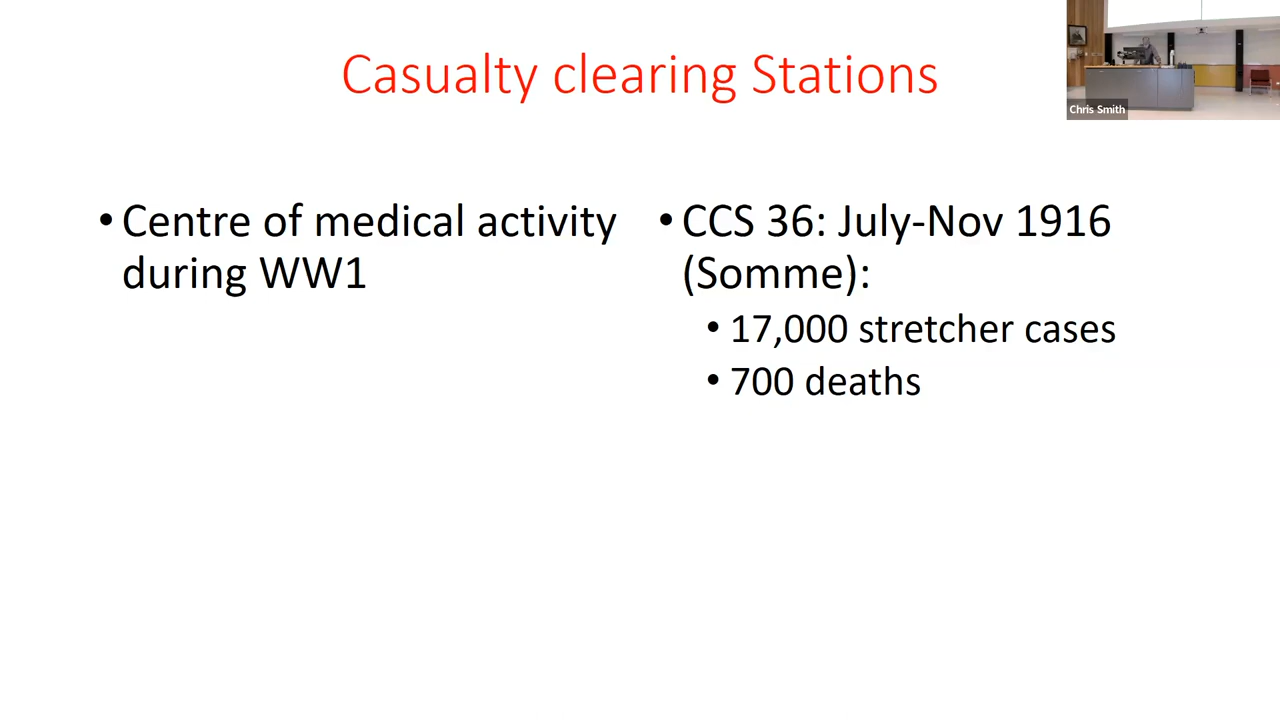 Casualty clearing Stations
Chris Smith
• Centre of medical activity
during WW1
• CCS 36: July-Nov 1916
(Somme):
• 17,000 stretcher cases
• 700 deaths